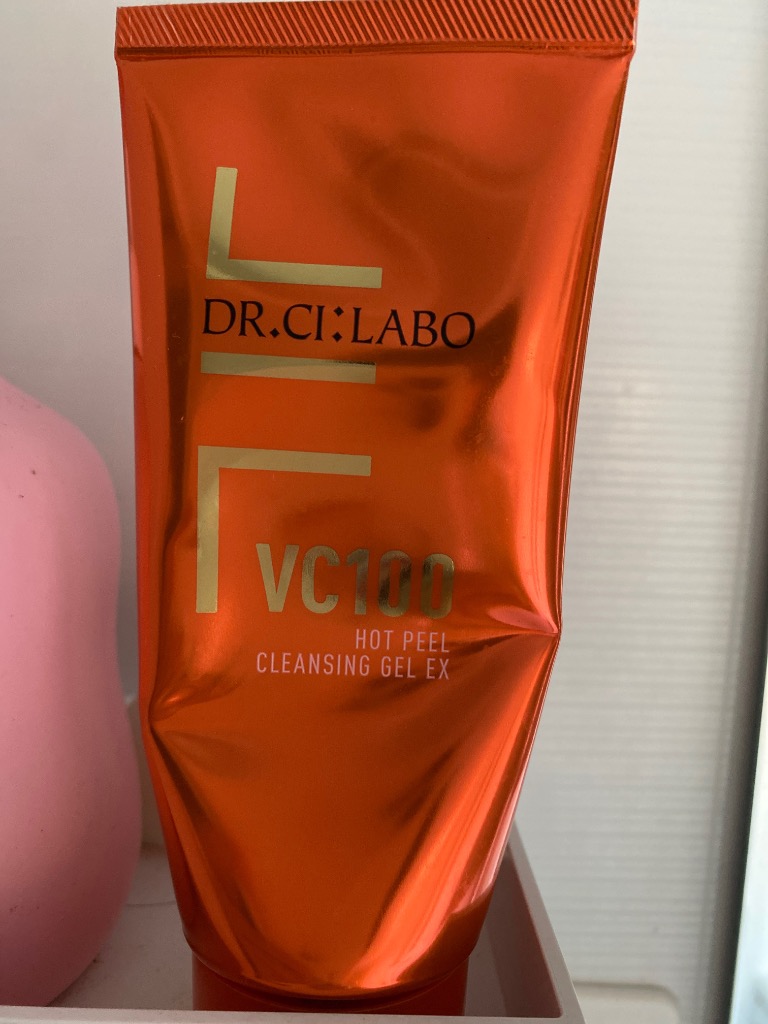 DR.CI:LABO
VC100
HOT PEEL
CLEANSING GEL EX